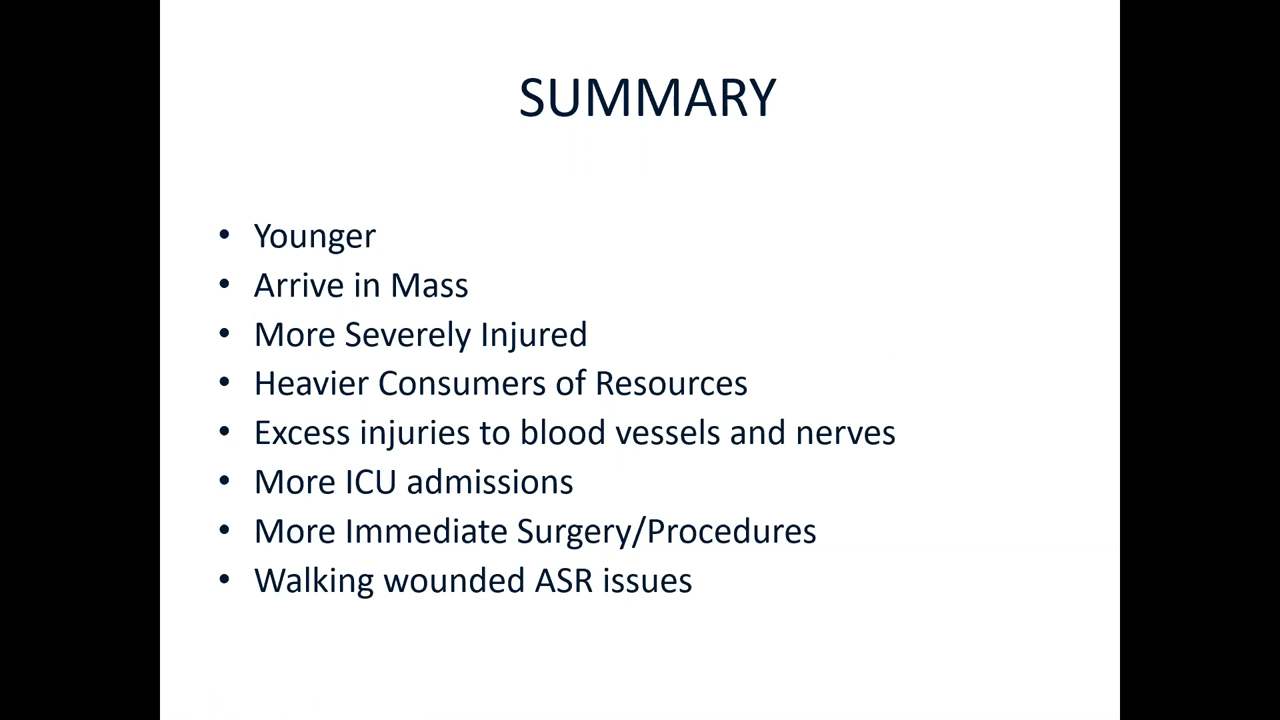 SUMMARY
• Younger
• Arrive in Mass
• More Severely Injured
• Heavier Consumers of Resources
• Excess injuries to blood vessels and nerves
• More ICU admissions
• More Immediate Surgery/Procedures
• Walking wounded ASR issues